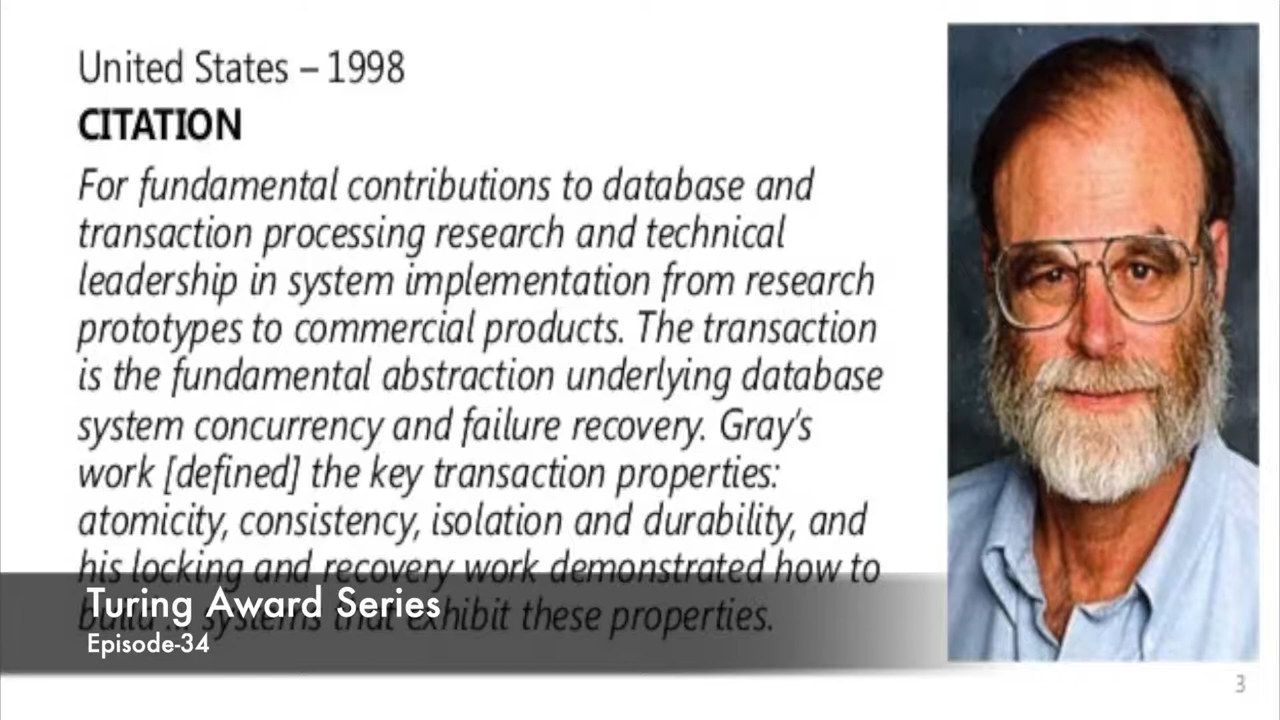 United States – 1998
CITATION
For fundamental contributions to database and
transaction processing research and technical
leadership in system implementation from research
prototypes to commercial products. The transaction
is the fundamental abstraction underlying database
system concurrency and failure recovery. Gray's
work [defined] the key transaction properties:
atomicity, consistency, isolation and durability, and
his locking and recovery work demonstrated how to
build ... systems that exhibit these properties.
Turing Award Series
Episode-34
3